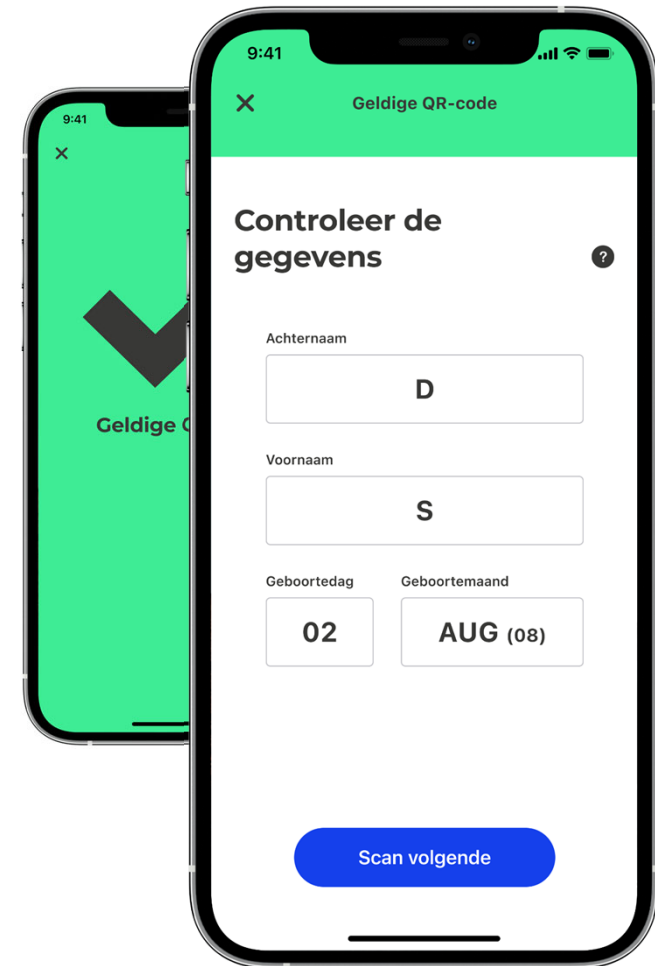 9:41
Geldige
9:41
Geldige QR-code
Controleer de
gegevens
?
Achternaam
D
Voornaam
S
Geboortedag Geboortemaand
02 AUG (08)
Scan volgende